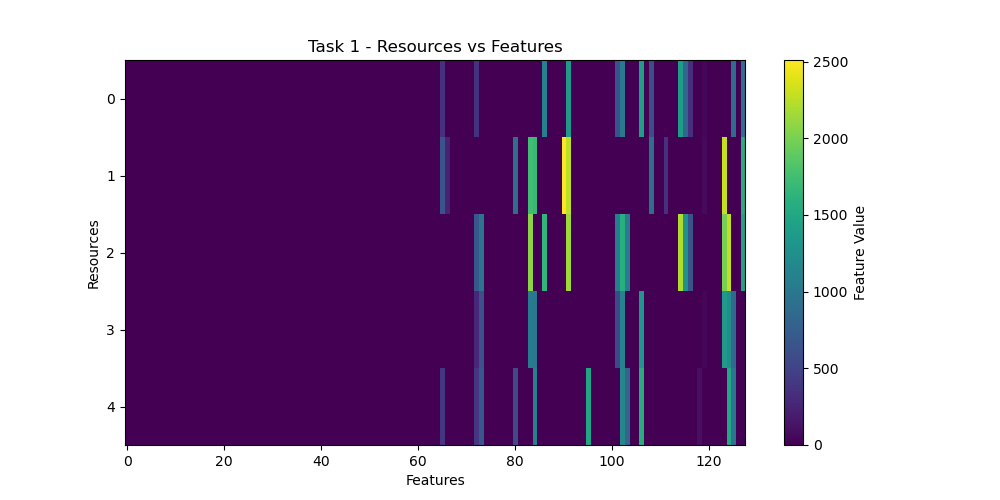 Task 1 - Resources vs Features
Resources
0
1
2
3
4
0 20 40 60 80 100 120
Features
2500
2000
1500
1000
500
0
Feature Value